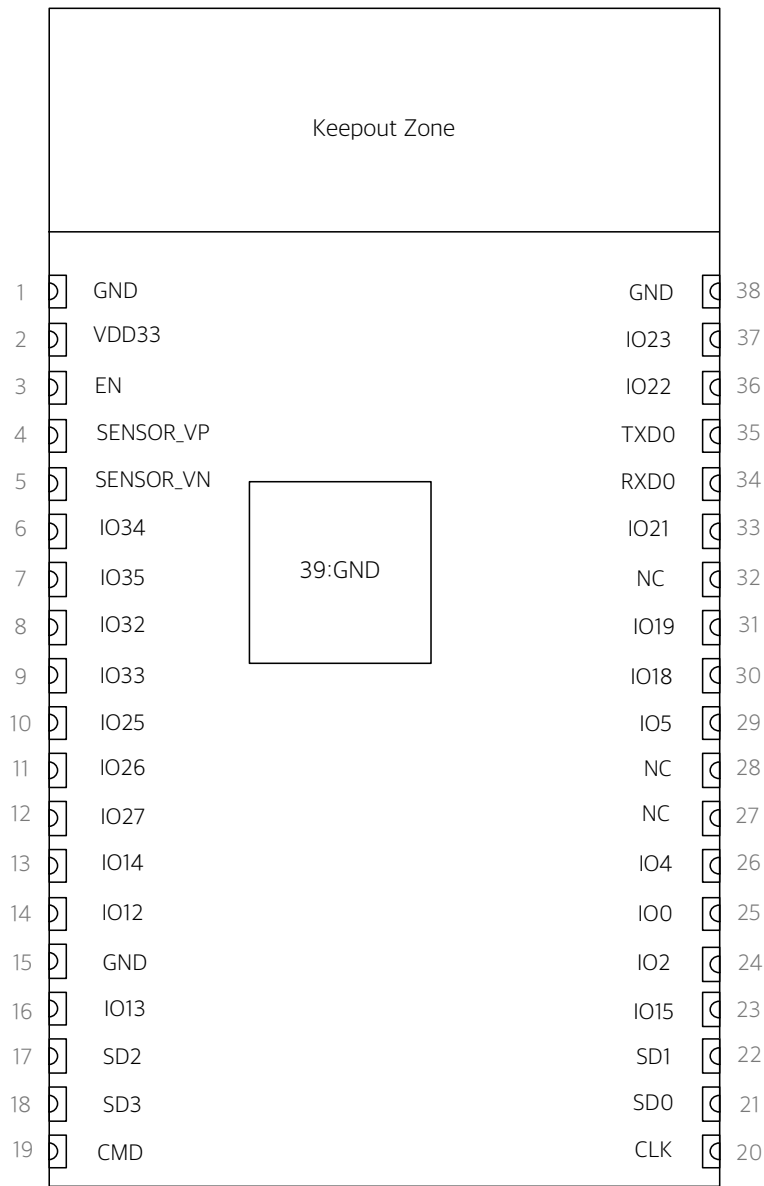 Keepout Zone
1 GND GND 38
2 VDD33 IO23 37
3 EN IO22 36
4 SENSOR_VP TXD0 35
5 SENSOR_VN RXD0 34
6 IO34 IO21 33
7 IO35 39:GND NC 32
8 IO32 IO19 31
9 IO33 IO18 30
10 IO25 IO5 29
11 IO26 NC 28
12 IO27 NC 27
13 IO14 IO4 26
14 IO12 IO0 25
15 GND IO2 24
16 IO13 IO15 23
17 SD2 SD1 22
18 SD3 SD0 21
19 CMD CLK 20